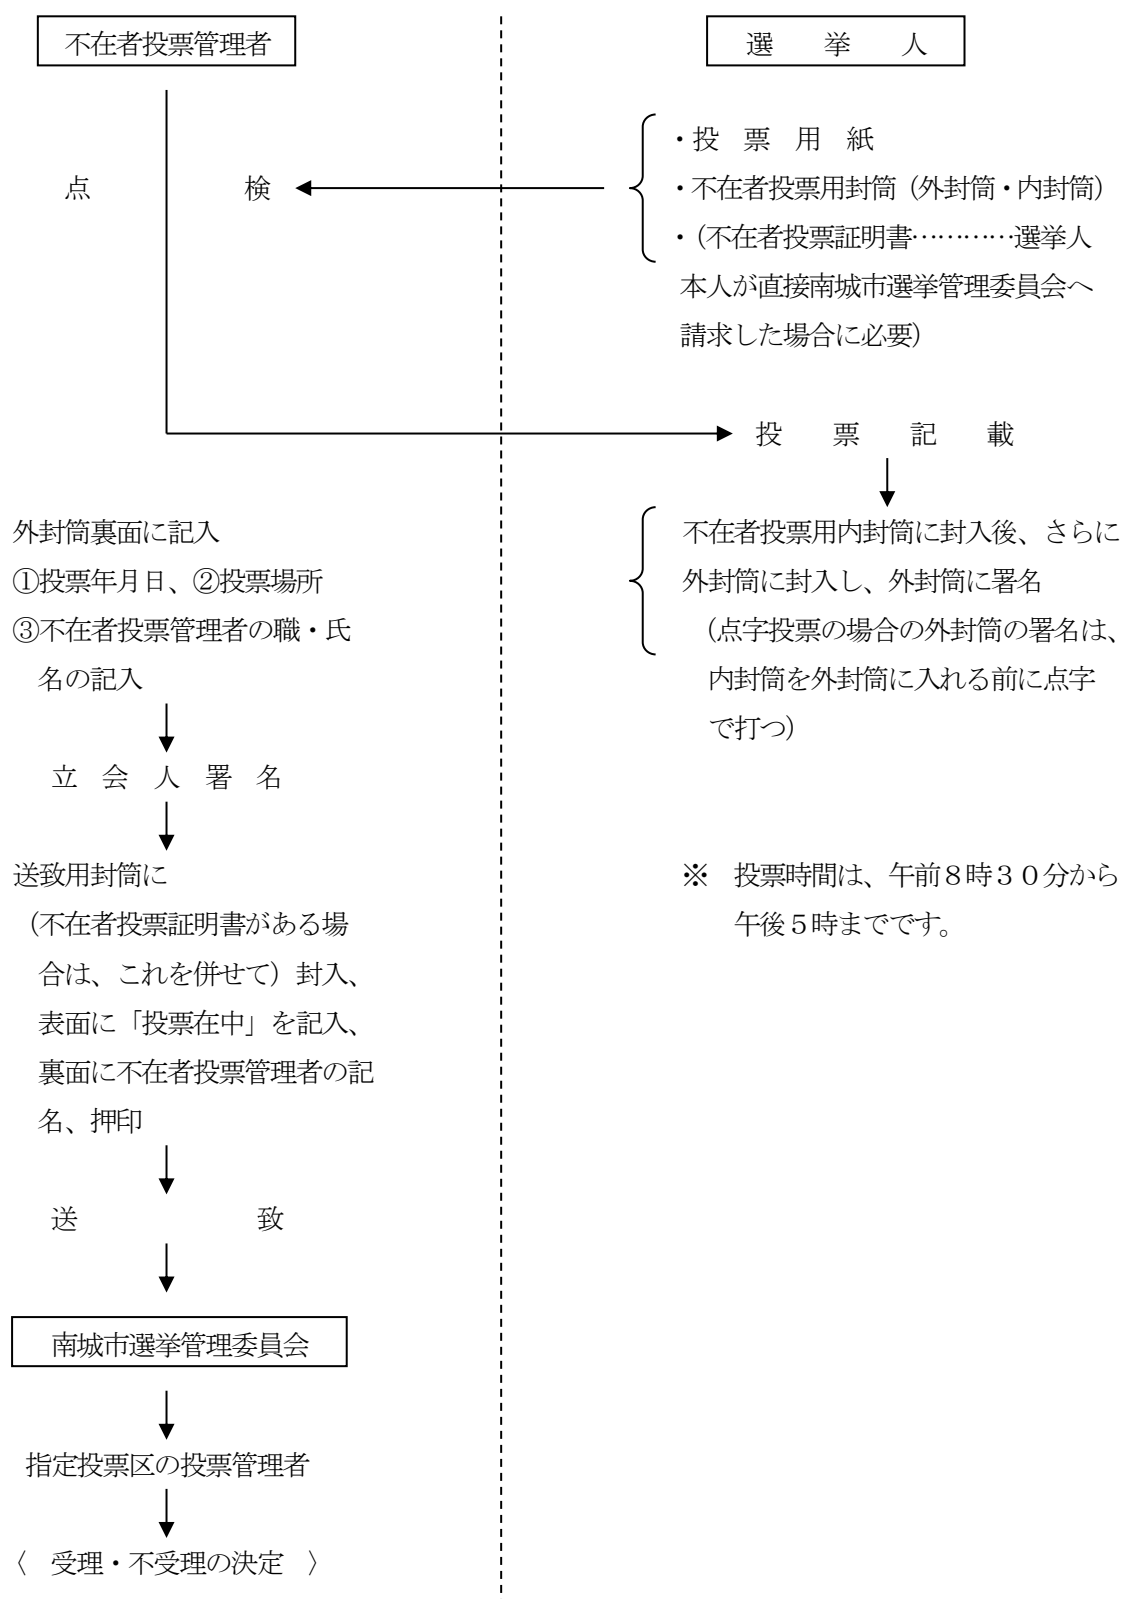 不在者投票管理者
選　挙　人
・投　票　用　紙
点　検
・不在者投票用封筒（外封筒・内封筒）
・（不在者投票証明書…………選挙人
本人が直接南城市選挙管理委員会へ
請求した場合に必要）
投　票　記　載
外封筒裏面に記入
①投票年月日、②投票場所
③不在者投票管理者の職・氏
名の記入
不在者投票用内封筒に封入後、さらに
外封筒に封入し、外封筒に署名
（点字投票の場合の外封筒の署名は、
内封筒を外封筒に入れる前に点字
で打つ）
立　会　人　署　名
送致用封筒に
（不在者投票証明書がある場
合は、これを併せて）封入、
表面に「投票在中」を記入、
裏面に不在者投票管理者の記
名、押印
※　投票時間は、午前８時３０分から
午後５時までです。
送　致
南城市選挙管理委員会
指定投票区の投票管理者
〈　受理・不受理の決定　〉